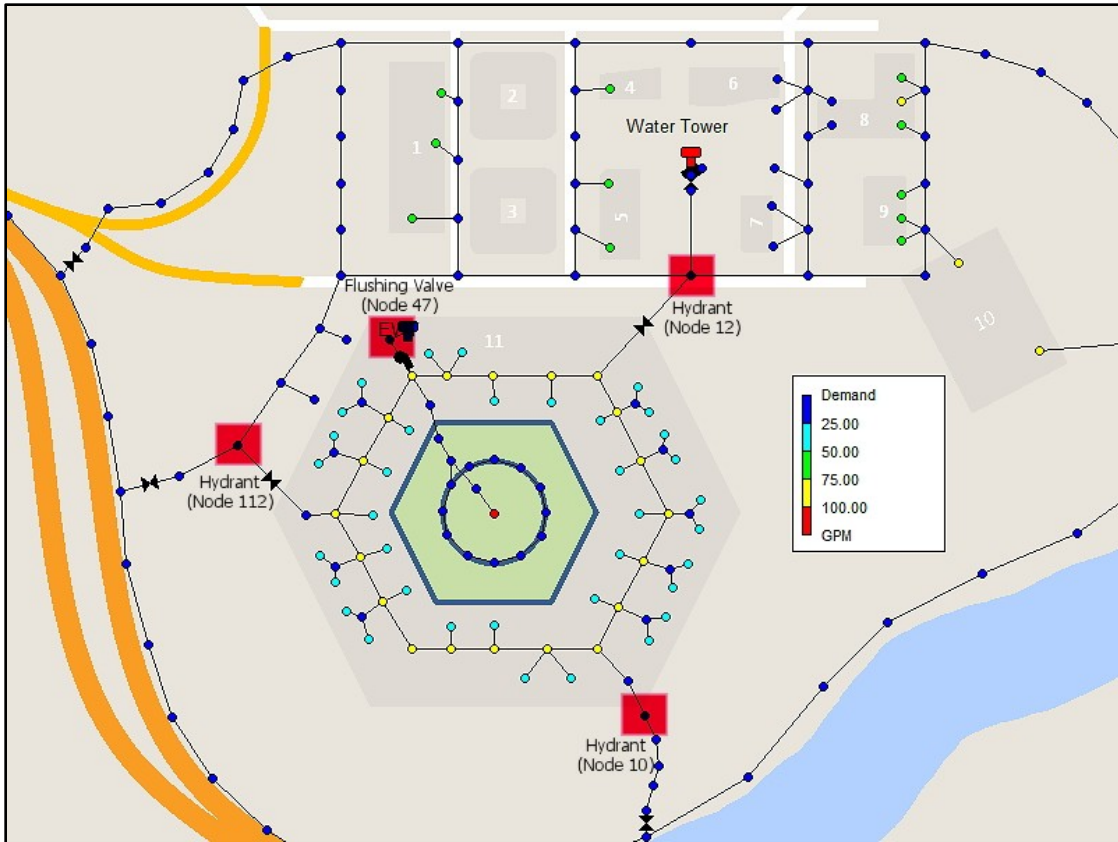 1
2
3
4
5
6
7
8
9
10
11
Water Tower
Flushing Valve
(Node 47)
Hydrant
(Node 12)
Hydrant
(Node 112)
Hydrant
(Node 10)
Demand
25.00
50.00
75.00
100.00
GPM